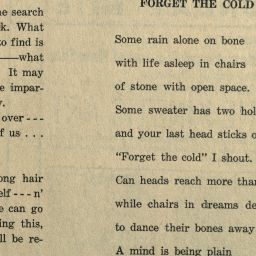 e search
k. What
o find is
——what
It may
e impar-
y.
over ---
f us . . .
ong hair
elf --- n'
e can go
ing this,
ll be re-
FORGET THE COLD
Some rain alone on bone
with life asleep in chairs
of stone with open space.
Some sweater has two hol
and your last head sticks o
"Forget the cold" I shout.
Can heads reach more than
while chairs in dreams de
to dance their bones away
A mind is being plain